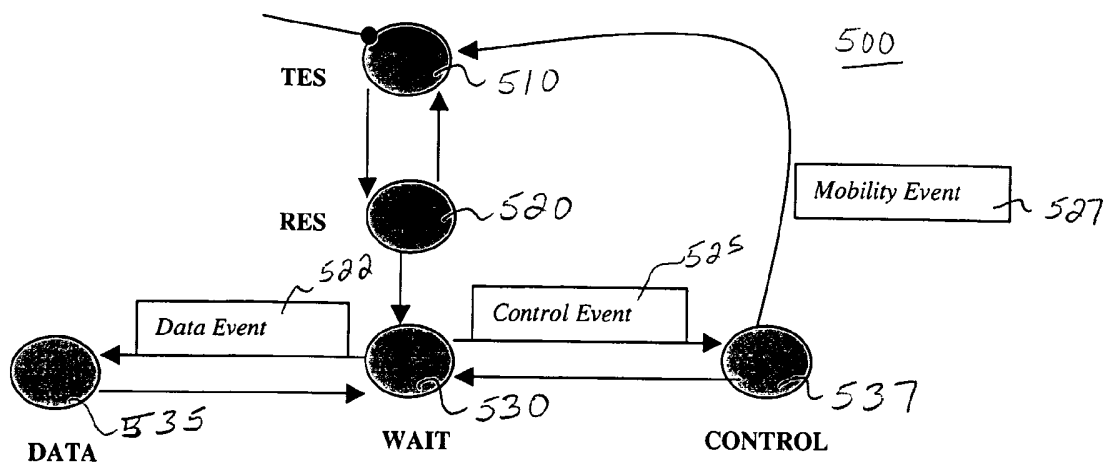 500
TES
510
Mobility Event
527
RES
520
522
525
Data Event
Control Event
535
530
537
DATA
WAIT
CONTROL